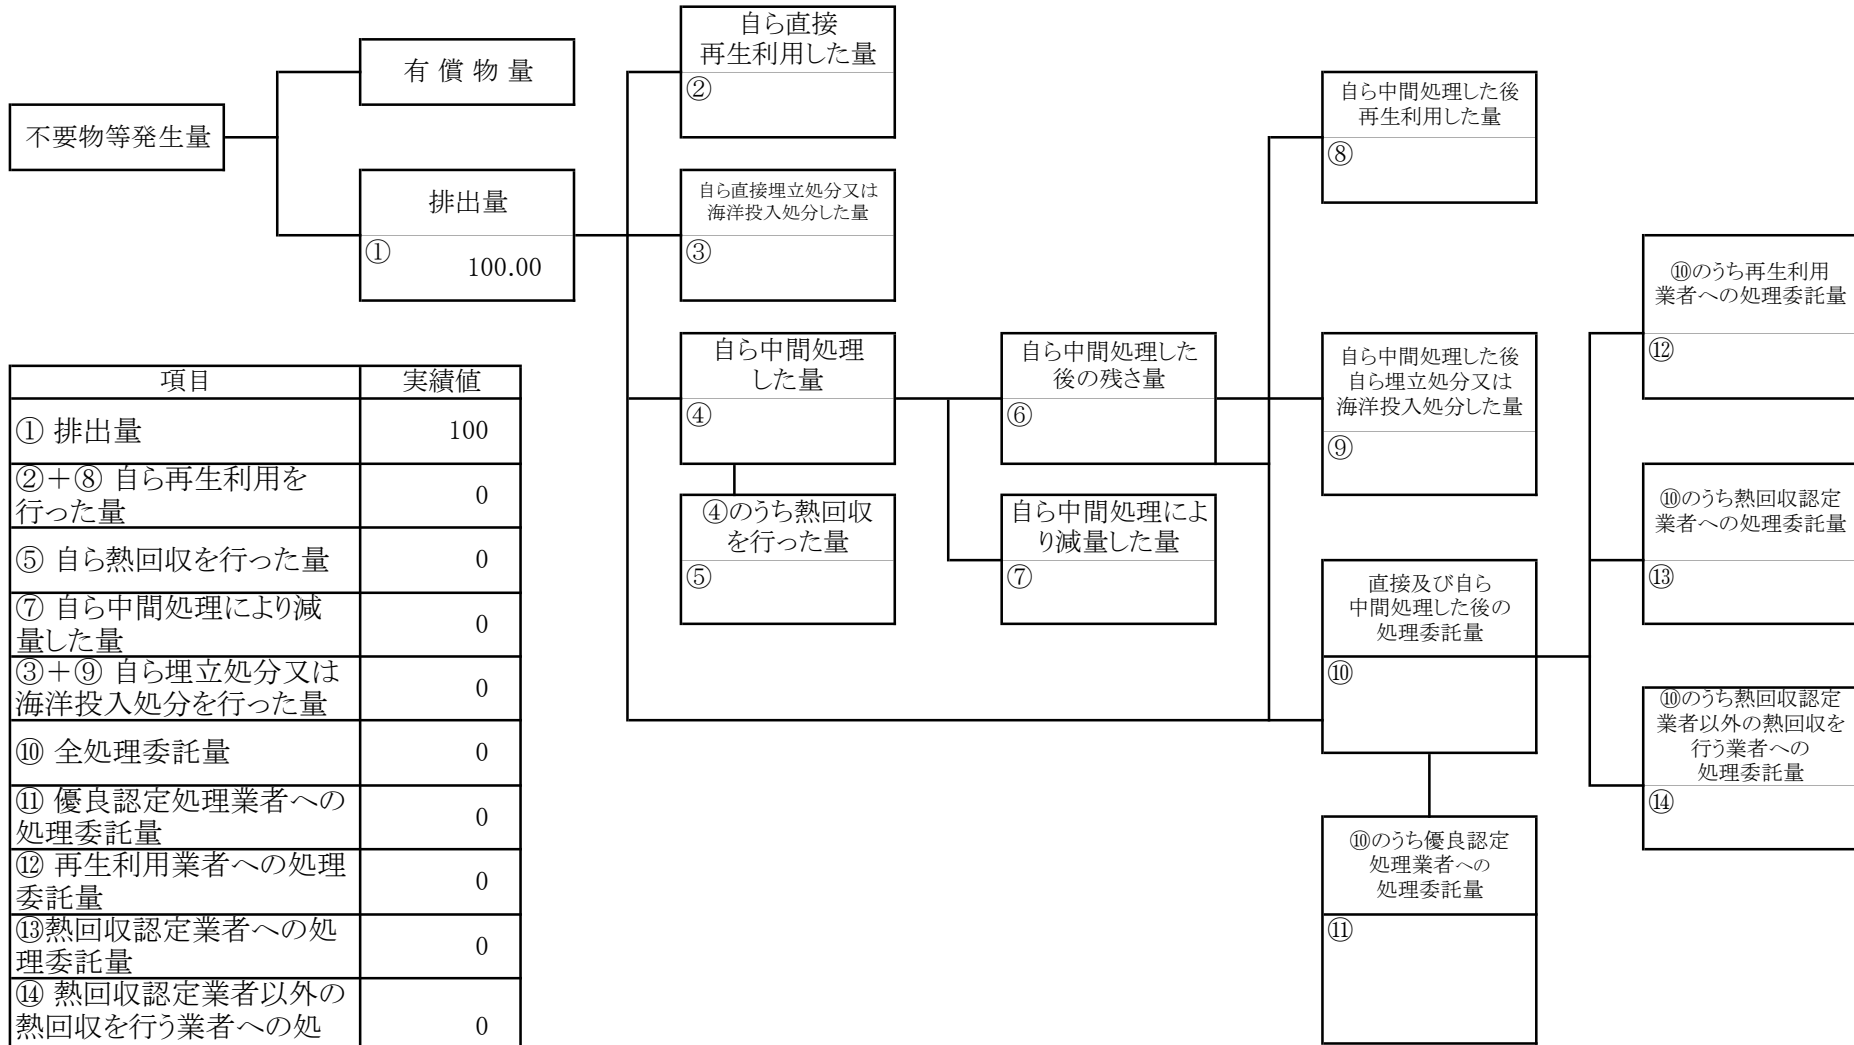 不要物等発生量
有償物量
排出量
①
100.00
自ら直接
再生利用した量
②
自ら直接埋立処分又は
海洋投入処分した量
③
自ら中間処理
した量
④
④のうち熱回収
を行った量
⑤
自ら中間処理した
後の残さ量
⑥
自ら中間処理によ
り減量した量
⑦
自ら中間処理した後
再生利用した量
⑧
自ら中間処理した後
自ら埋立処分又は
海洋投入処分した量
⑨
直接及び自ら
中間処理した後の
処理委託量
⑩
⑩のうち優良認定
処理業者への
処理委託量
⑪
⑩のうち再生利用
業者への処理委託量
⑫
⑩のうち熱回収認定
業者への処理委託量
⑬
⑩のうち熱回収認定
業者以外の熱回収を
行う業者への
処理委託量
⑭
項目 実績値
① 排出量 100
②+⑧ 自ら再生利用を
行った量 0
⑤ 自ら熱回収を行った量 0
⑦ 自ら中間処理により減
量した量 0
③+⑨ 自ら埋立処分又は
海洋投入処分を行った量 0
⑩ 全処理委託量 0
⑪ 優良認定処理業者への
処理委託量 0
⑫ 再生利用業者への処理
委託量 0
⑬熱回収認定業者への処
理委託量 0
⑭ 熱回収認定業者以外の
熱回収を行う業者への処 0